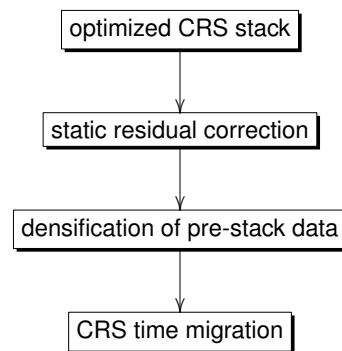 optimized CRS stack
static residual correction
densification of pre-stack data
CRS time migration